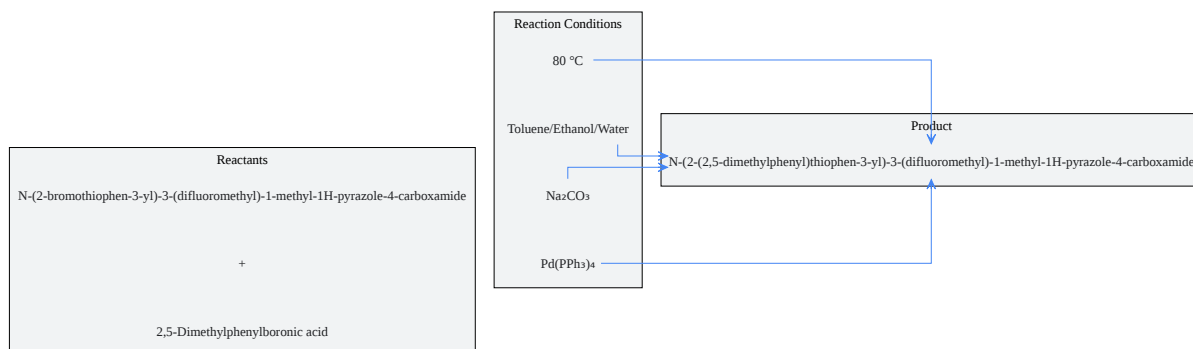 Reactants
N-(2-bromothiophen-3-yl)-3-(difluoromethyl)-1-methyl-1H-pyrazole-4-carboxamide
+
2,5-Dimethylphenylboronic acid
Reaction Conditions
80 °C
Toluene/Ethanol/Water
Na₂CO₃
Pd(PPh₃)₄
Product
N-(2-(2,5-dimethylphenyl)thiophen-3-yl)-3-(difluoromethyl)-1-methyl-1H-pyrazole-4-carboxamide